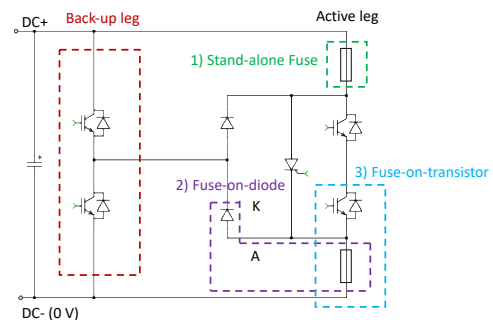 DC+
Back-up leg
Active leg
1) Stand-alone Fuse
+
3) Fuse-on-transistor
2) Fuse-on-diode
K
A
DC- (0 V)